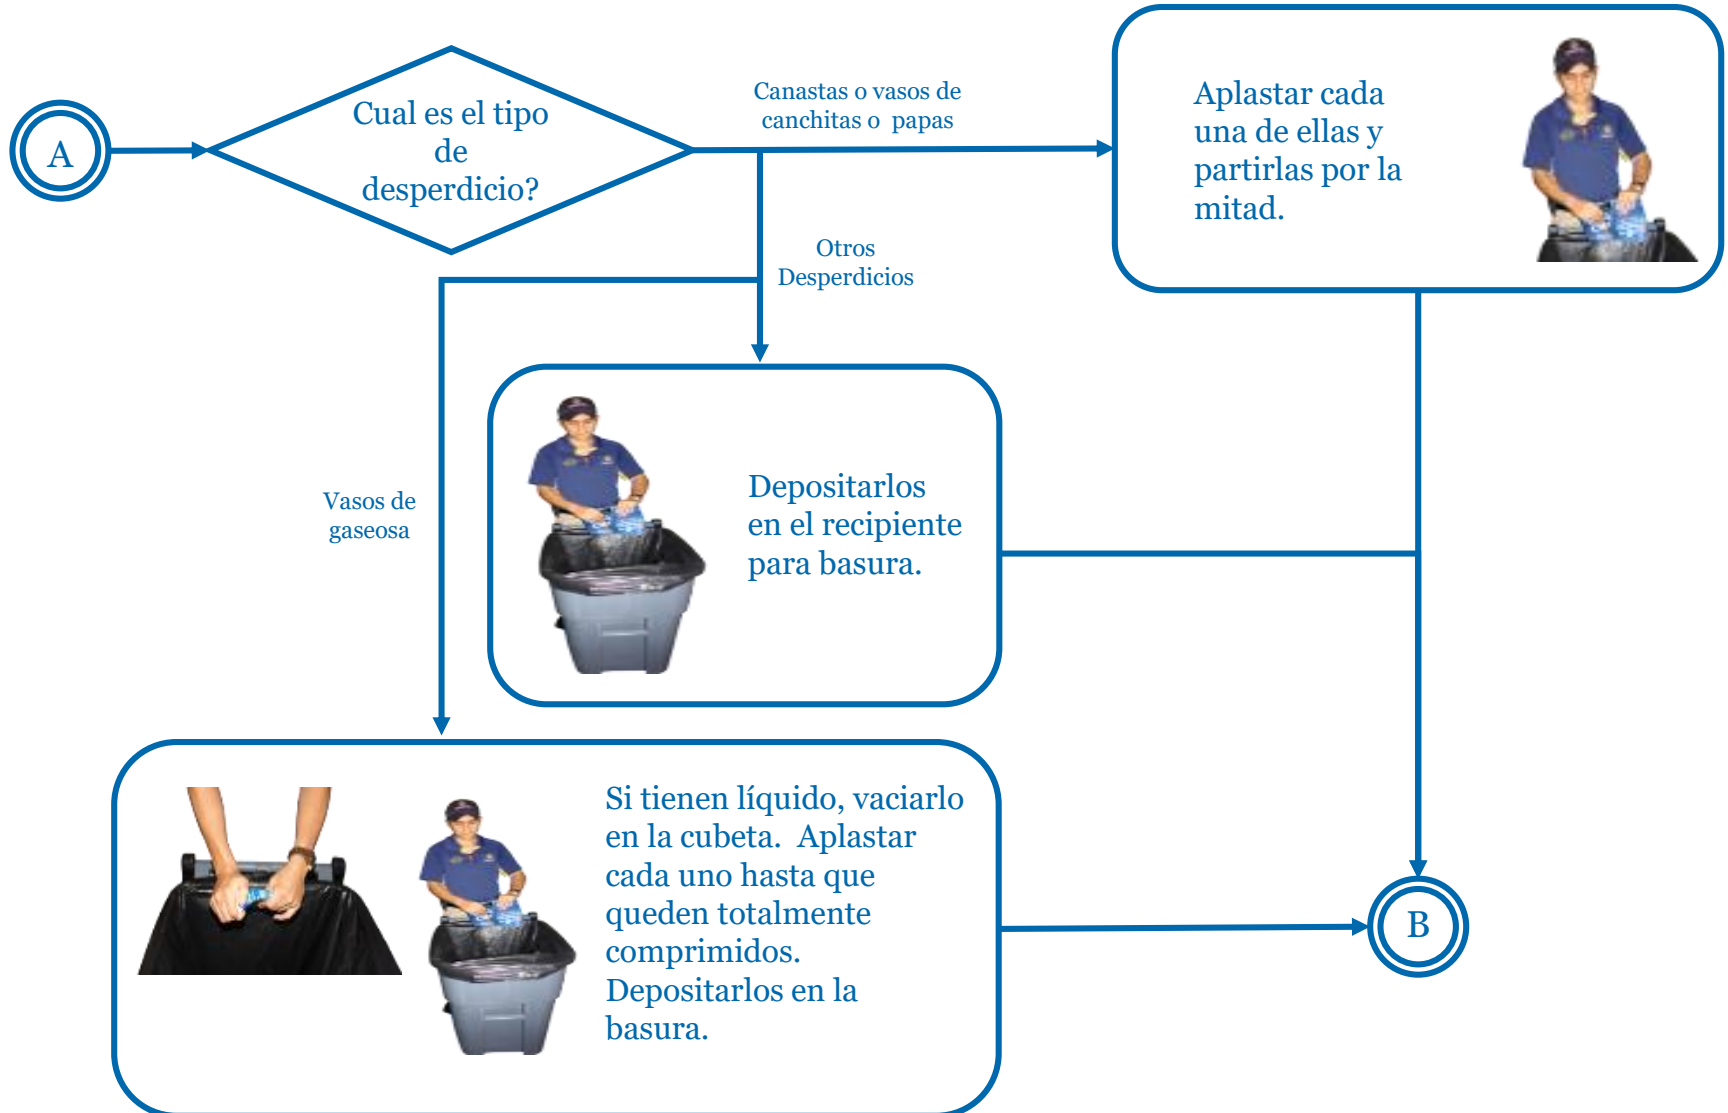 A
Cual es el tipo
de
desperdicio?
Canastas o vasos de
canchitas o papas
Aplastar cada
una de ellas y
partirlas por la
mitad.
Otros
Desperdicios
Vasos de
gaseosa
Depositarlos
en el recipiente
para basura.
Si tienen líquido, vaciarlo
en la cubeta. Aplastar
cada uno hasta que
queden totalmente
comprimidos.
Depositarlos en la
basura.
B